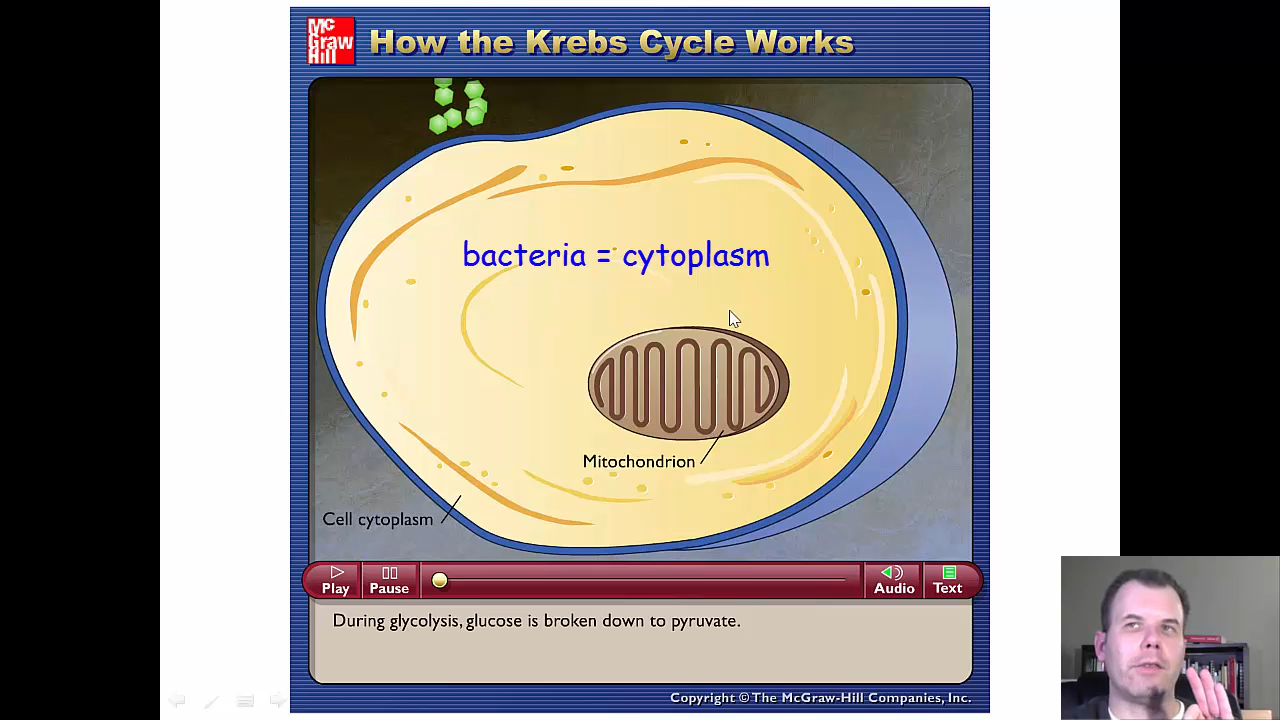 Mc
Graw
Hill
How the Krebs Cycle Works
bacteria = cytoplasm
Mitochondrion
Cell cytoplasm
Play
Pause
Audio
Text
During glycolysis, glucose is broken down to pyruvate.
Copyright © The McGraw-Hill Companies, Inc.